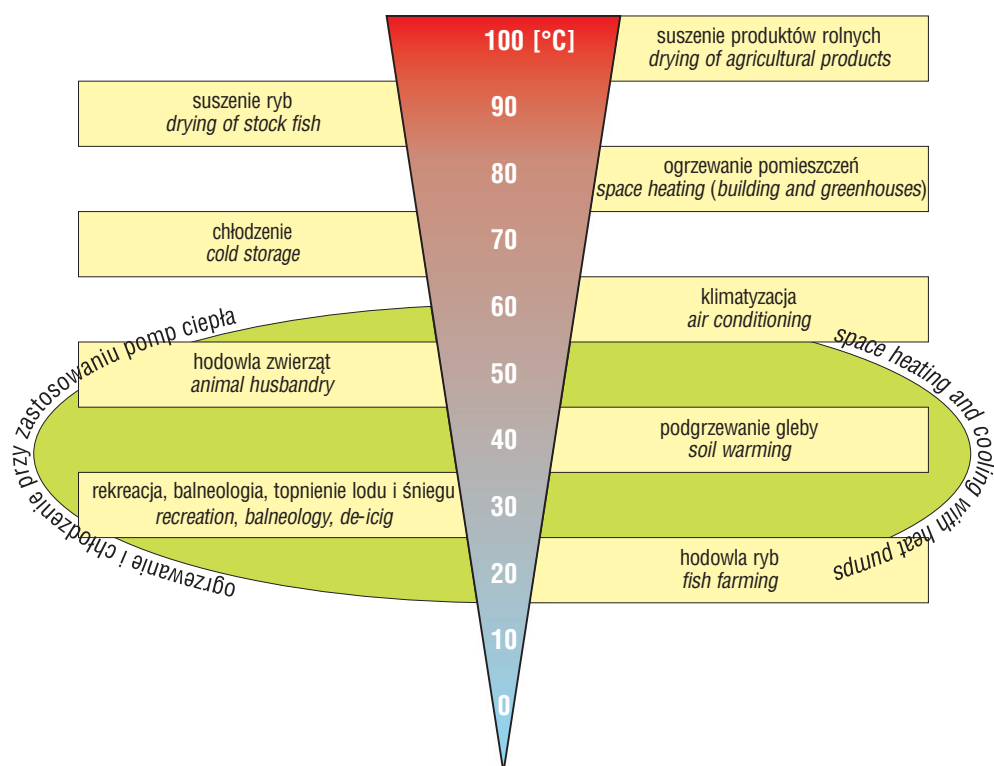 100 [°C]
suszenie produktów rolnych
drying of agricultural products
suszenie ryb
drying of stock fish
90
80
ogrzewanie pomieszczeń
space heating (building and greenhouses)
chłodzenie
cold storage
70
60
klimatyzacja
air conditioning
ogrzewanie i chłodzenie przy zastosowaniu pomp ciepła
space heating and cooling with heat pumps
hodowla zwierząt
animal husbandry
50
40
podgrzewanie gleby
soil warming
rekreacja, balneologia, topnienie lodu i śniegu
recreation, balneology, de-icig
30
20
hodowla ryb
fish farming
10
0